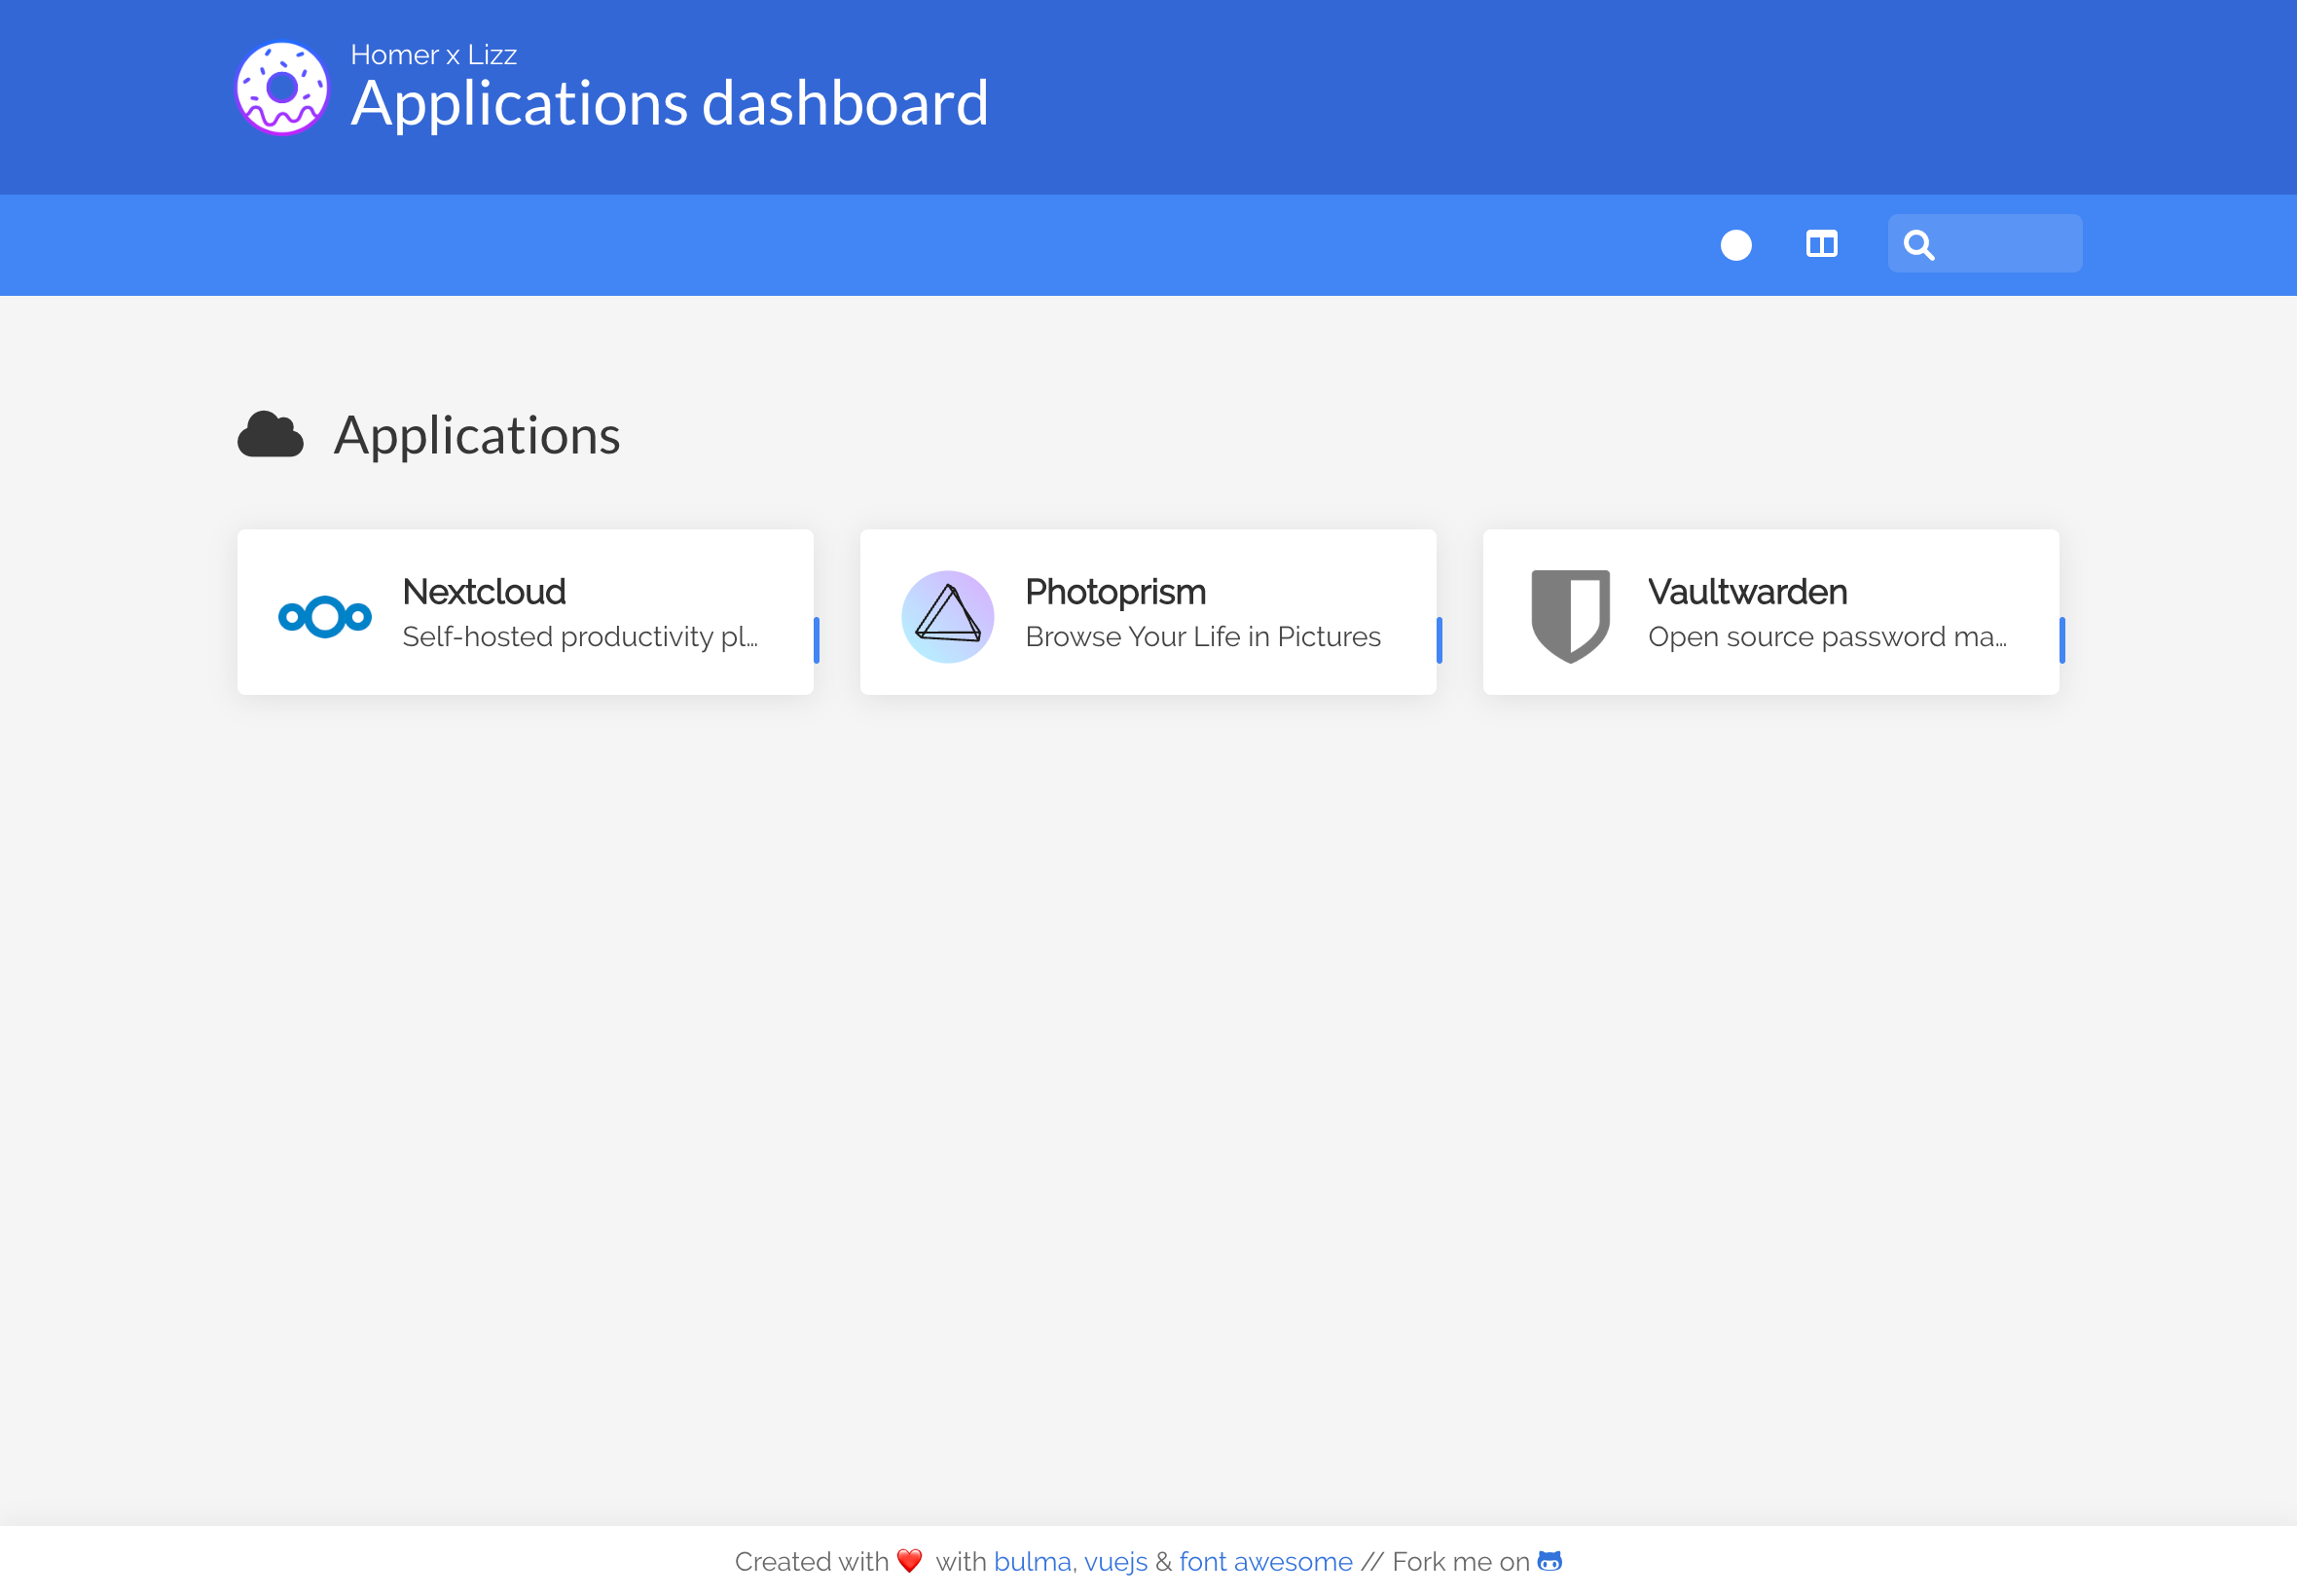 Homer x Lizz
Applications dashboard
Applications
Nextcloud
Self-hosted productivity pl...
Photoprism
Browse Your Life in Pictures
Vaultwarden
Open source password ma...
Created with ❤️ with bulma, vuejs & font awesome // Fork me on